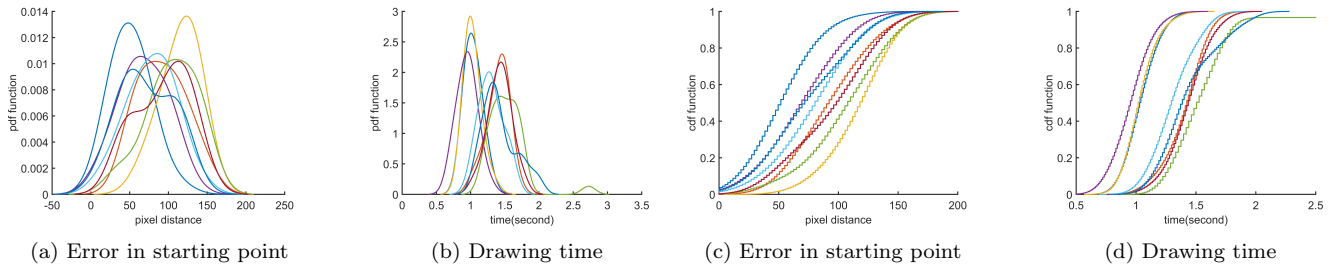 0.014
0.012
0.01
0.008
0.006
0.004
0.002
0
-50 0 50 100 150 200 250
pdf function
pixel distance
(a) Error in starting point
3
2.5
2
1.5
1
0.5
0
0 0.5 1 1.5 2 2.5 3 3.5
pdf function
time(second)
(b) Drawing time
1
0.8
0.6
0.4
0.2
0
0 50 100 150 200
cdf function
pixel distance
(c) Error in starting point
1
0.8
0.6
0.4
0.2
0
0.5 1 1.5 2 2.5
cdf function
time(second)
(d) Drawing time